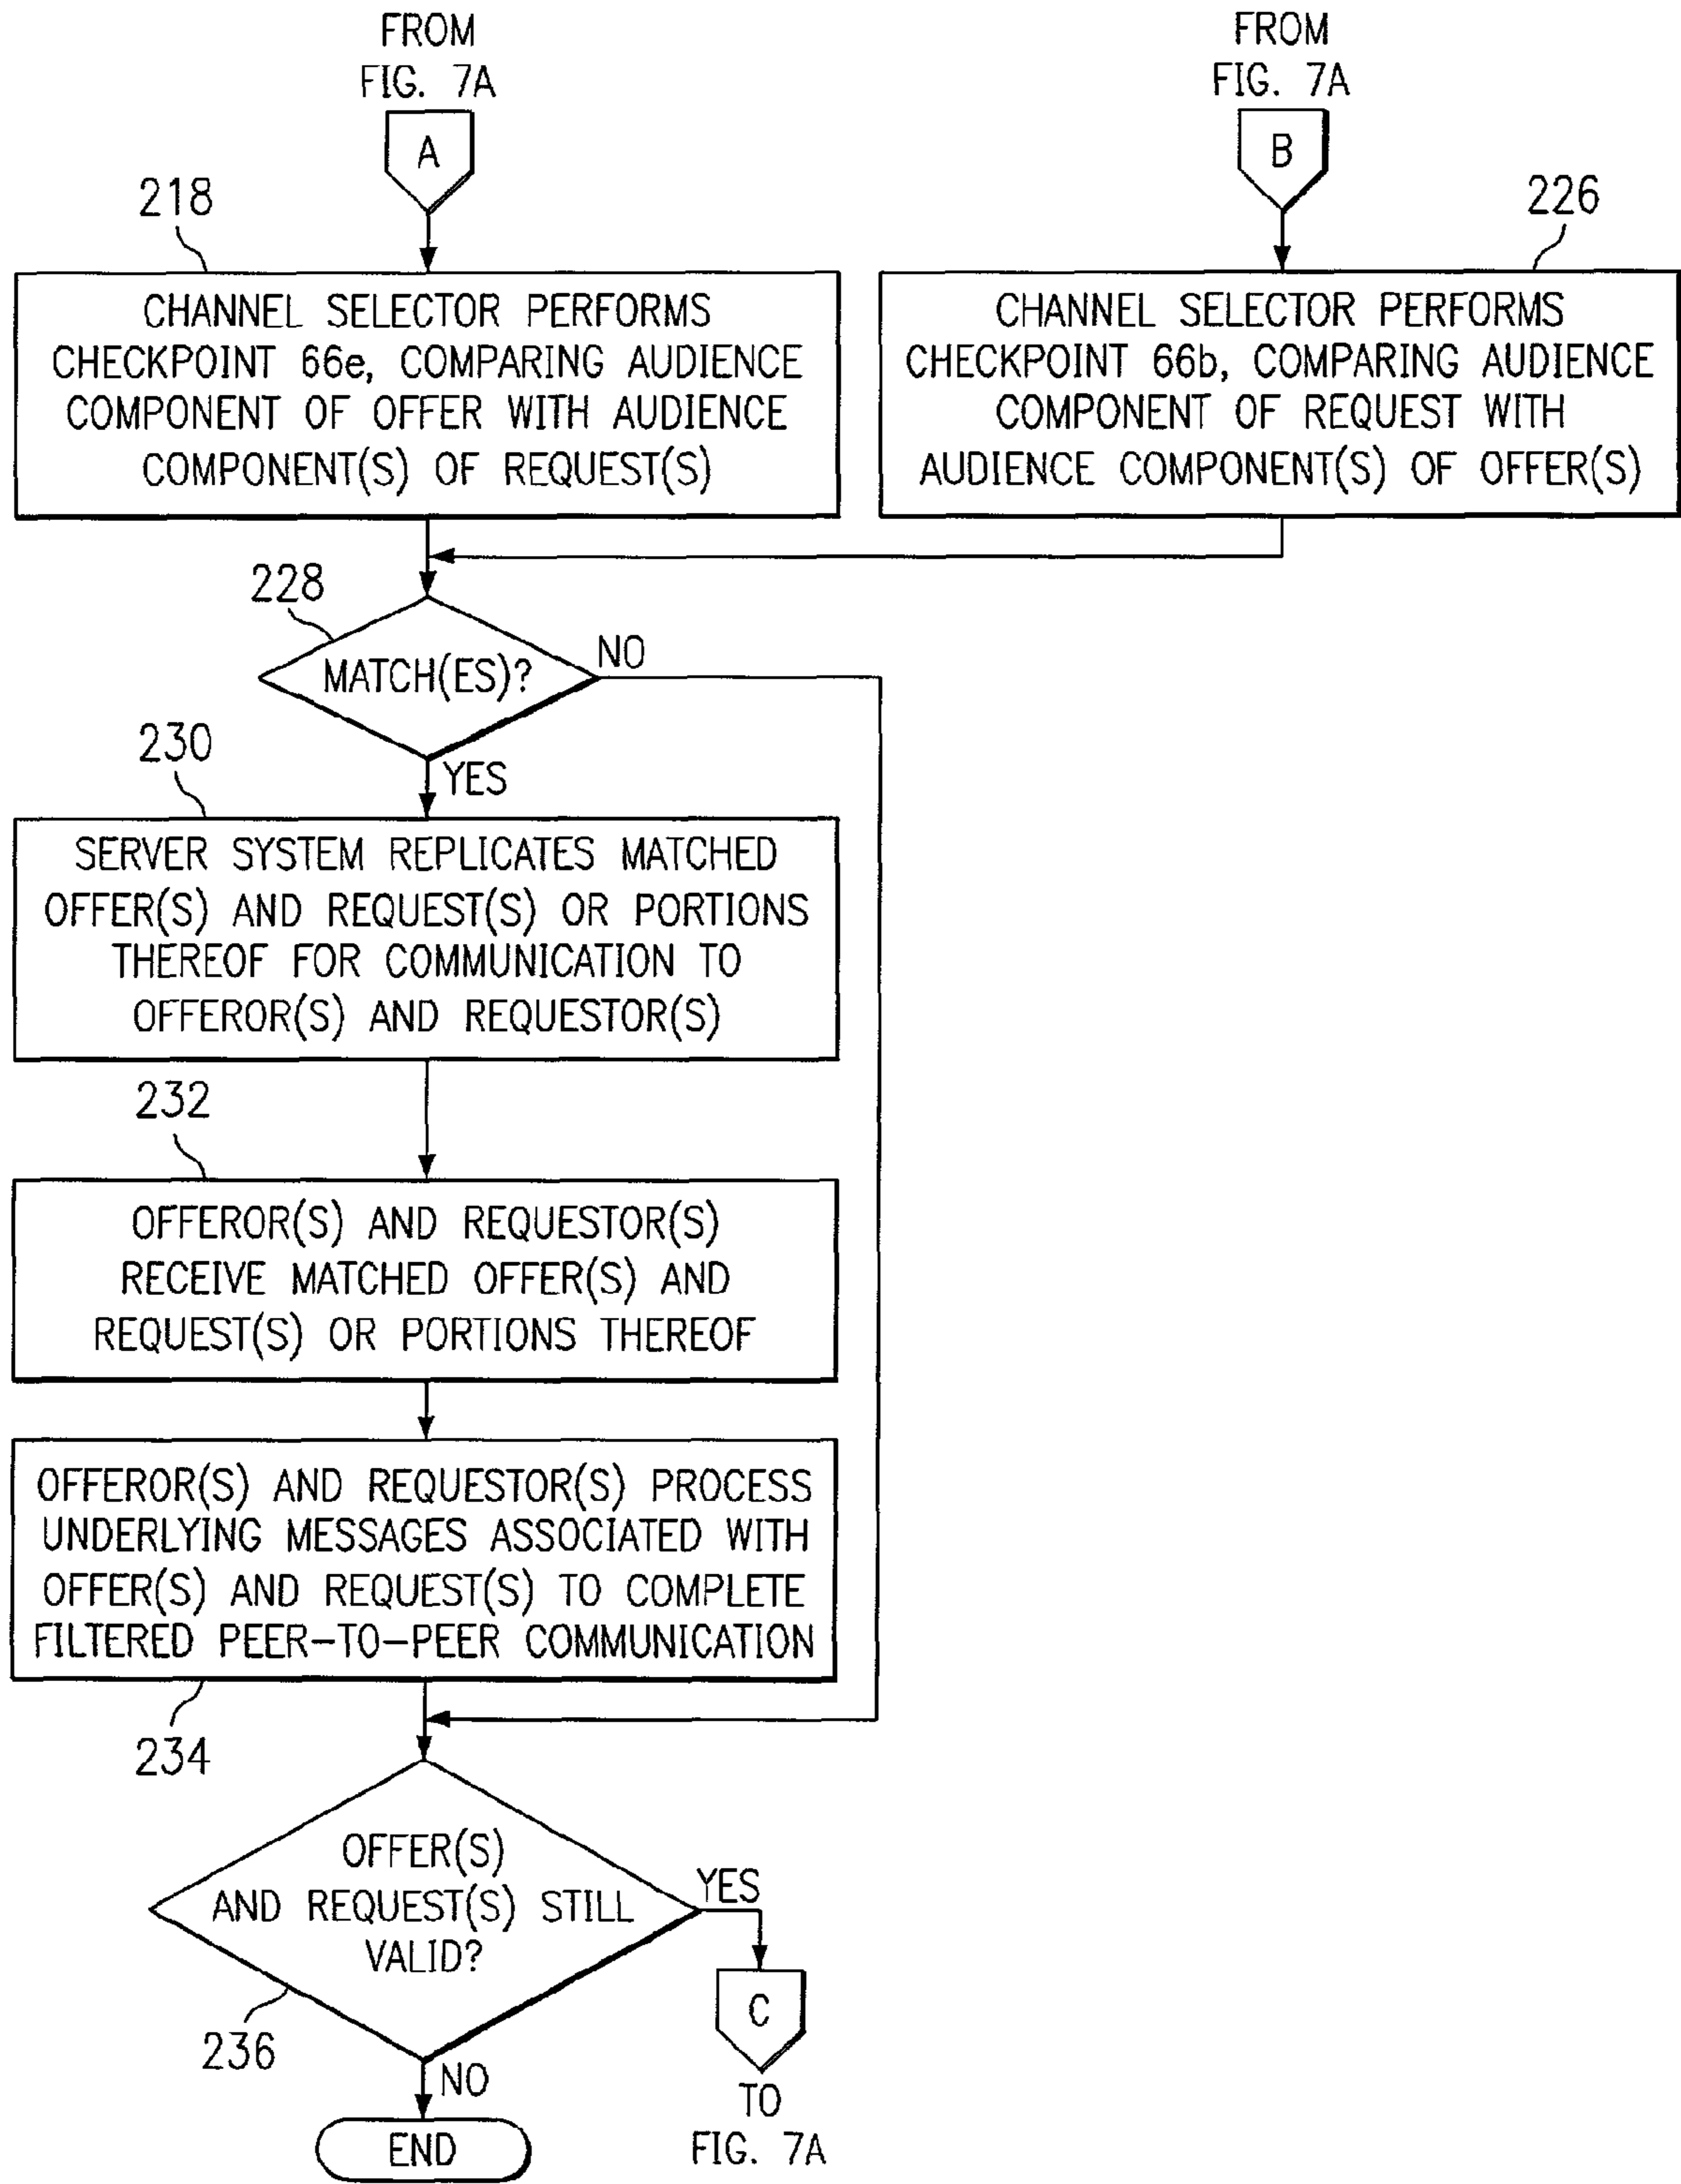 FROM
FIG. 7A
A
FROM
FIG. 7A
B
218
226
CHANNEL SELECTOR PERFORMS
CHECKPOINT 66e, COMPARING AUDIENCE
COMPONENT OF OFFER WITH AUDIENCE
COMPONENT(S) OF REQUEST(S)
CHANNEL SELECTOR PERFORMS
CHECKPOINT 66b, COMPARING AUDIENCE
COMPONENT OF REQUEST WITH
AUDIENCE COMPONENT(S) OF OFFER(S)
228
MATCH(ES)?
NO
YES
230
SERVER SYSTEM REPLICATES MATCHED
OFFER(S) AND REQUEST(S) OR PORTIONS
THEREOF FOR COMMUNICATION TO
OFFEROR(S) AND REQUESTOR(S)
232
OFFEROR(S) AND REQUESTOR(S)
RECEIVE MATCHED OFFER(S) AND
REQUEST(S) OR PORTIONS THEREOF
OFFEROR(S) AND REQUESTOR(S) PROCESS
UNDERLYING MESSAGES ASSOCIATED WITH
OFFER(S) AND REQUEST(S) TO COMPLETE
FILTERED PEER-TO-PEER COMMUNICATION
234
OFFER(S)
AND REQUEST(S) STILL
VALID?
YES
236
NO
C
TO
FIG. 7A
END